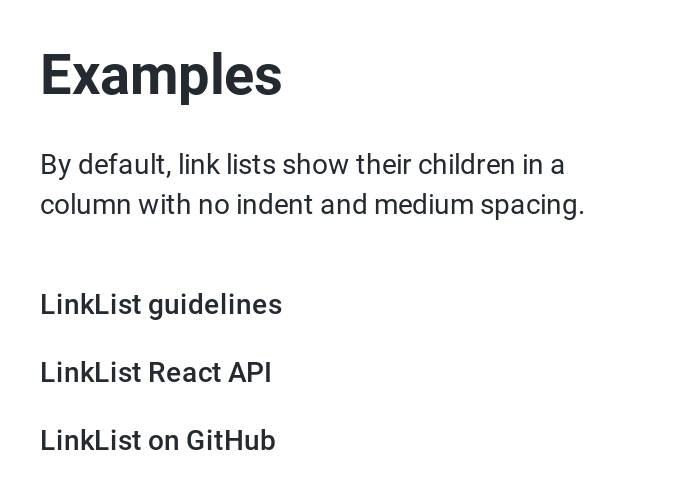 Examples
By default, link lists show their children in a
column with no indent and medium spacing.
LinkList guidelines
LinkList React API
LinkList on GitHub